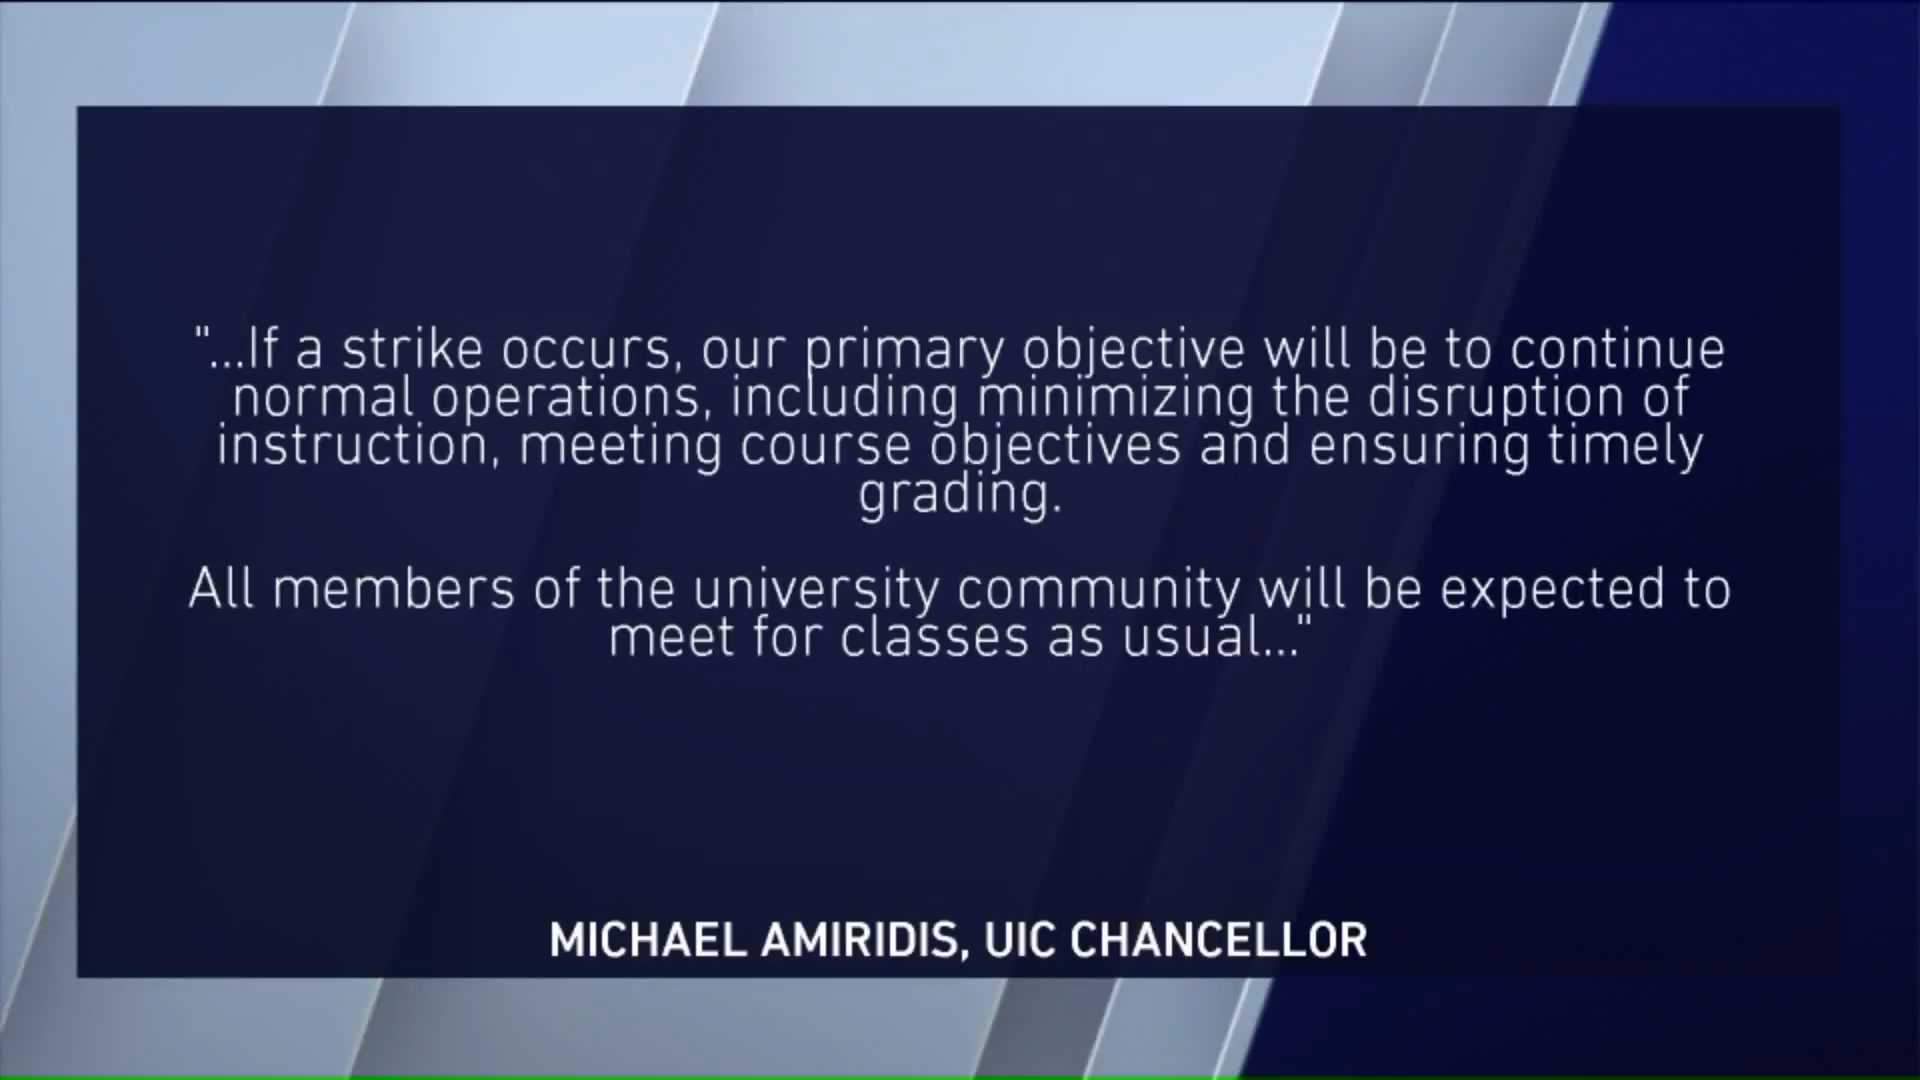 "...If a strike occurs, our primary objective will be to continue
normal operations, including minimizing the disruption of
instruction, meeting course objectives and ensuring timely
grading.
All members of the university community will be expected to
meet for classes as usual..."
MICHAEL AMIRIDIS, UIC CHANCELLOR